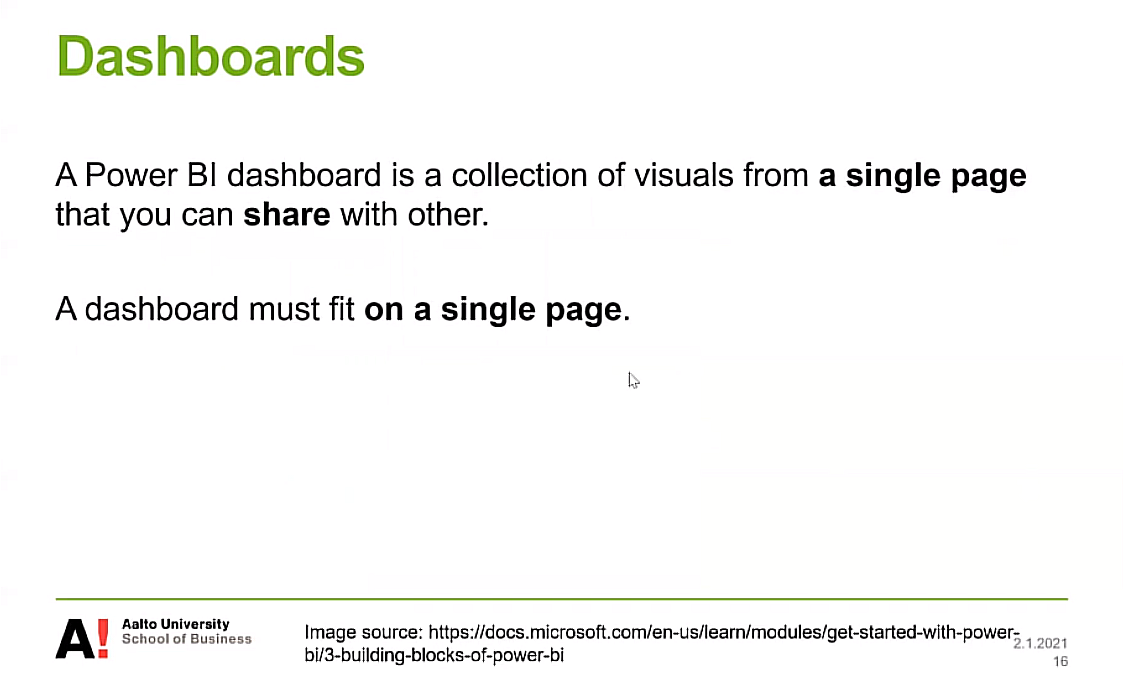 Dashboards
A Power BI dashboard is a collection of visuals from a single page
that you can share with other.
A dashboard must fit on a single page.
A!
Aalto University
School of Business
Image source: https://docs.microsoft.com/en-us/learn/modules/get-started-with-power-
bi/3-building-blocks-of-power-bi
2.1.2021
16